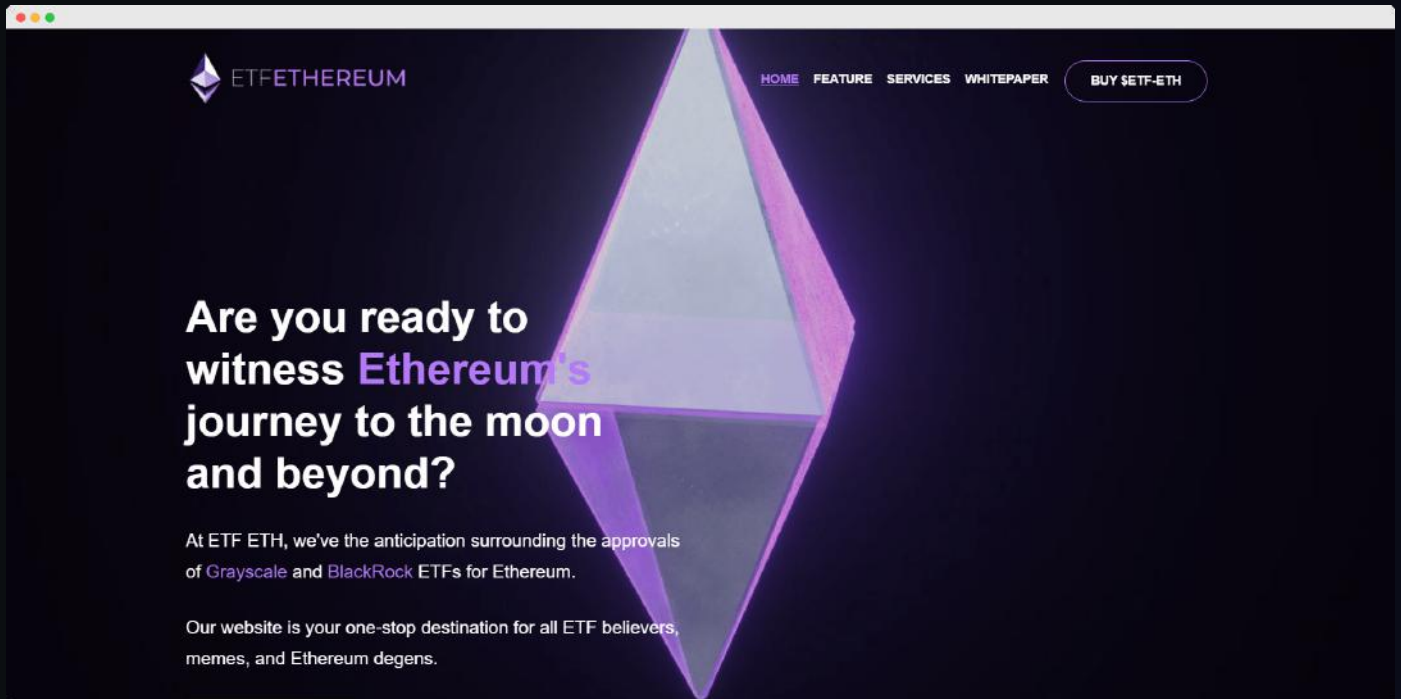 ETFETHEREUM
HOME FEATURE SERVICES WHITEPAPER BUY $ETF-ETH
Are you ready to
witness Ethereum's
journey to the moon
and beyond?
At ETF ETH, we've the anticipation surrounding the approvals
of Grayscale and BlackRock ETFs for Ethereum.
Our website is your one-stop destination for all ETF believers,
memes, and Ethereum degens.